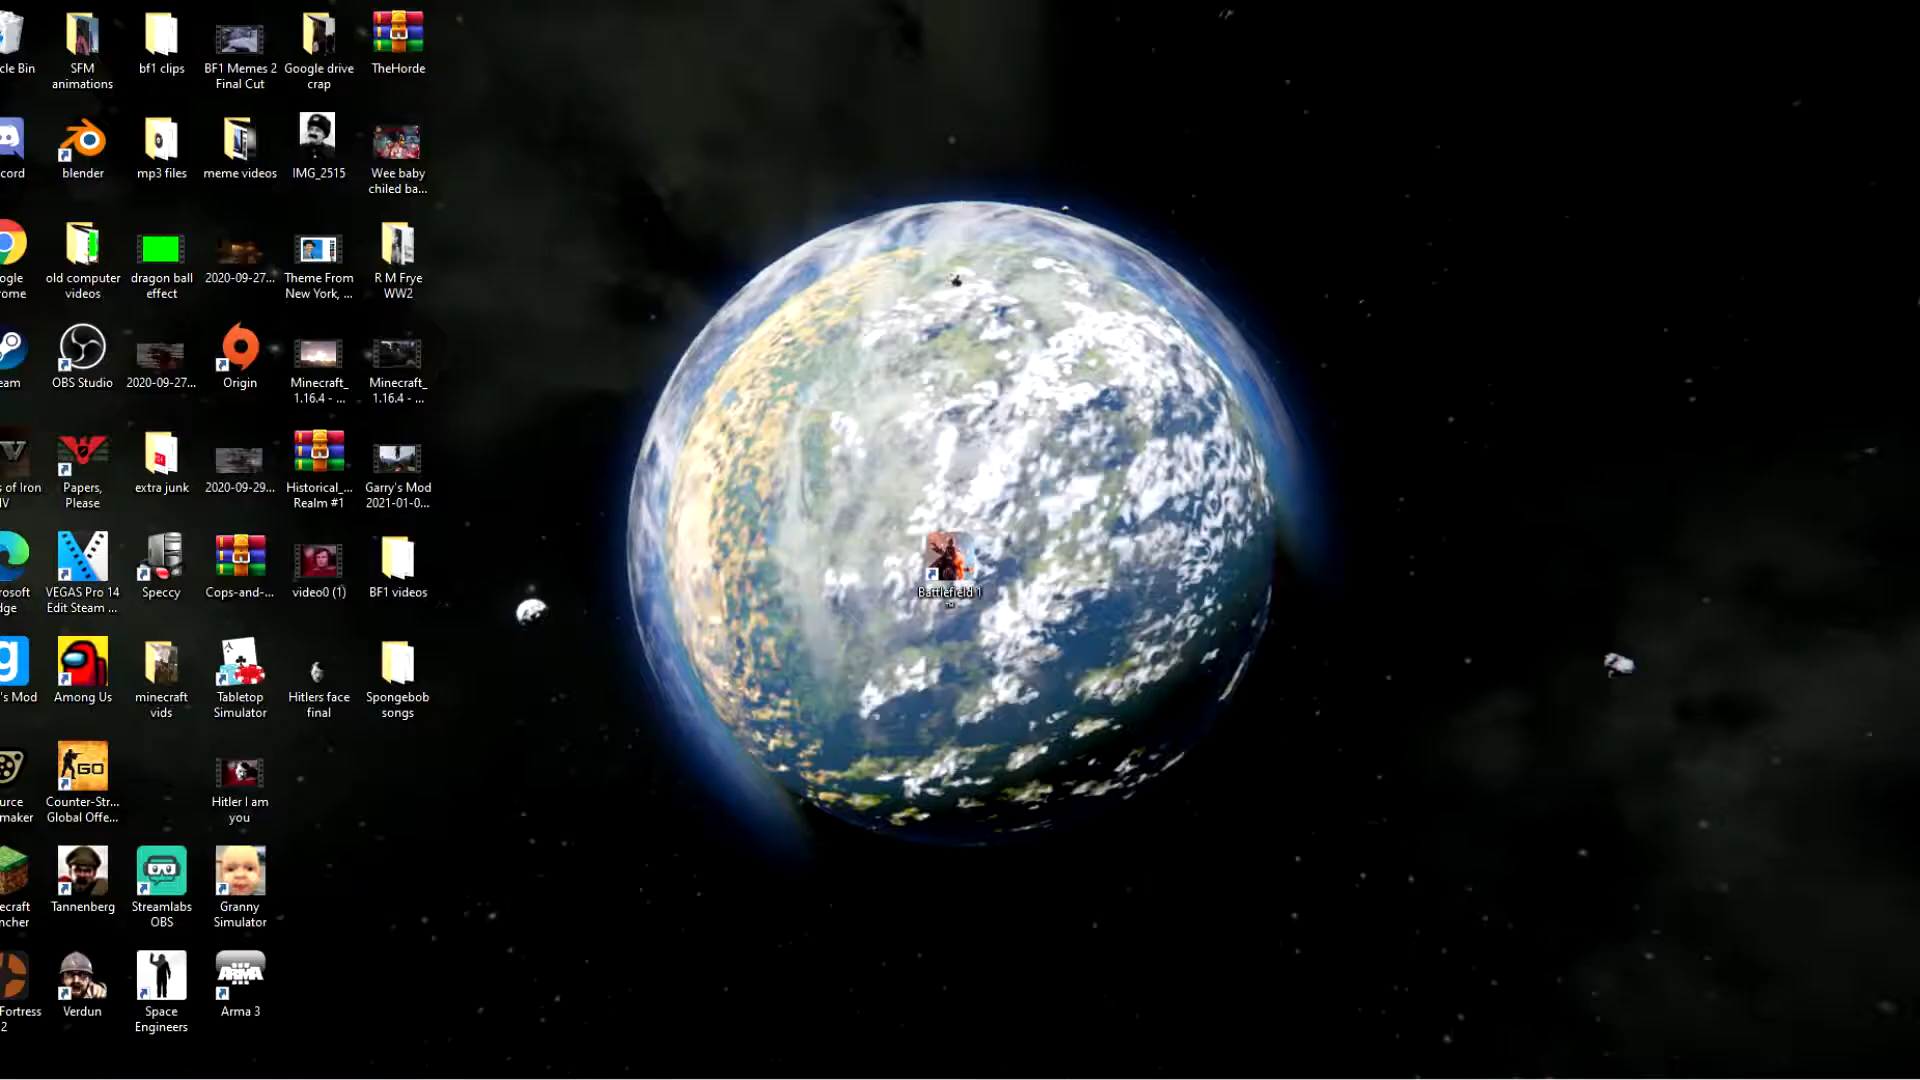 cle Bin
SFM
animations
bf1 clips
BF1 Memes 2
Final Cut
Google drive
crap
TheHorde
cord
blender
mp3 files
meme videos
IMG_2515
Wee baby
chiled ba...
ogle
ome
old computer
videos
dragon ball
effect
2020-09-27...
Theme From
New York, ...
R M Frye
WW2
eam
OBS Studio
2020-09-27...
Origin
Minecraft_
1.16.4 - ...
Minecraft_
1.16.4 - ...
s of Iron
IV
Papers,
Please
extra junk
2020-09-29...
Historical_...
Realm #1
Garry's Mod
2021-01-0...
rosoft
dge
VEGAS Pro 14
Edit Steam ...
Speccy
Cops-and-...
video0 (1)
BF1 videos
Battlefield 1
™
's Mod
Among Us
minecraft
vids
Tabletop
Simulator
Hitlers face
final
Spongebob
songs
urce
maker
GO
Counter-Str...
Global Offe...
Hitler I am
you
ecraft
ncher
Tannenberg
Streamlabs
OBS
Granny
Simulator
Fortress
2
Verdun
Space
Engineers
ARMA
Arma 3